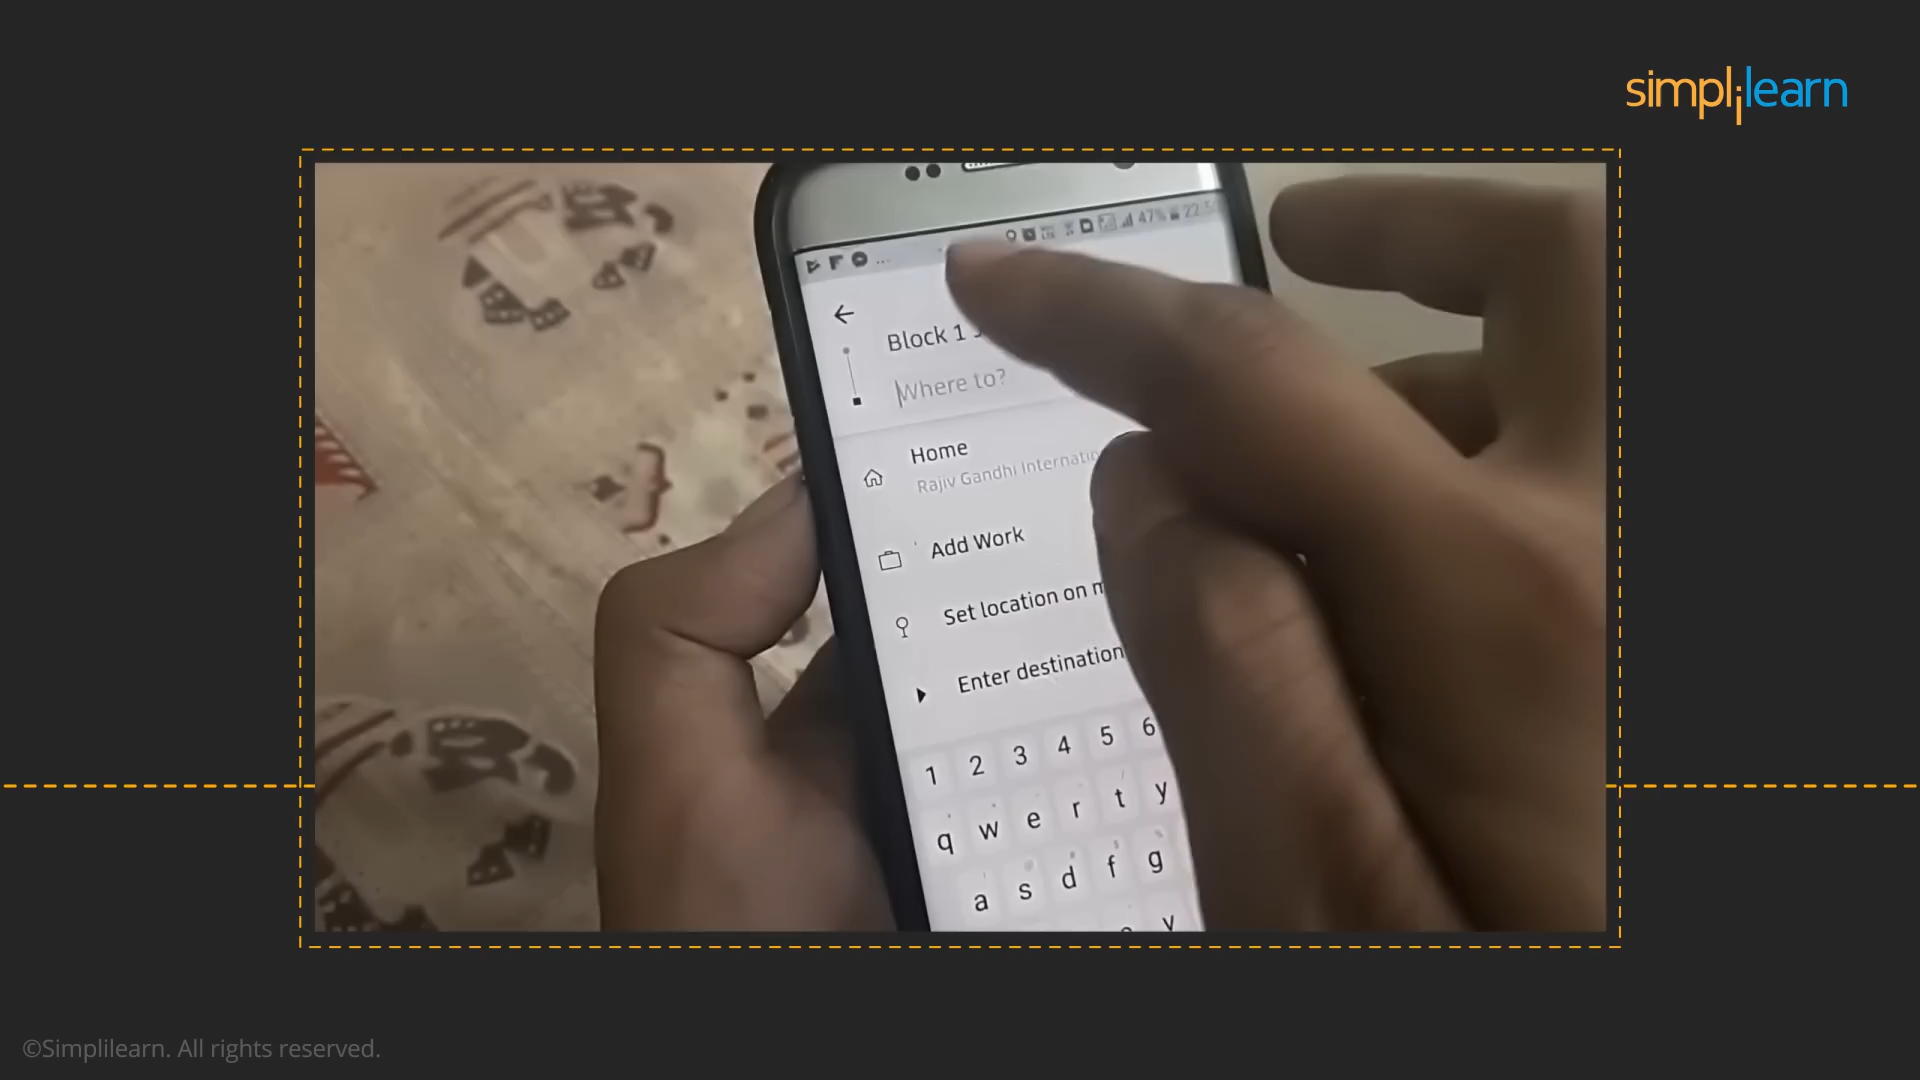 simplilearn
47%
Block 1
Where to?
Home
Rajiv Gandhi
Add Work
Set location on
Enter destination
1 2 3 4 5 6
q w e r t y
a s d f g
v
©Simplilearn. All rights reserved.